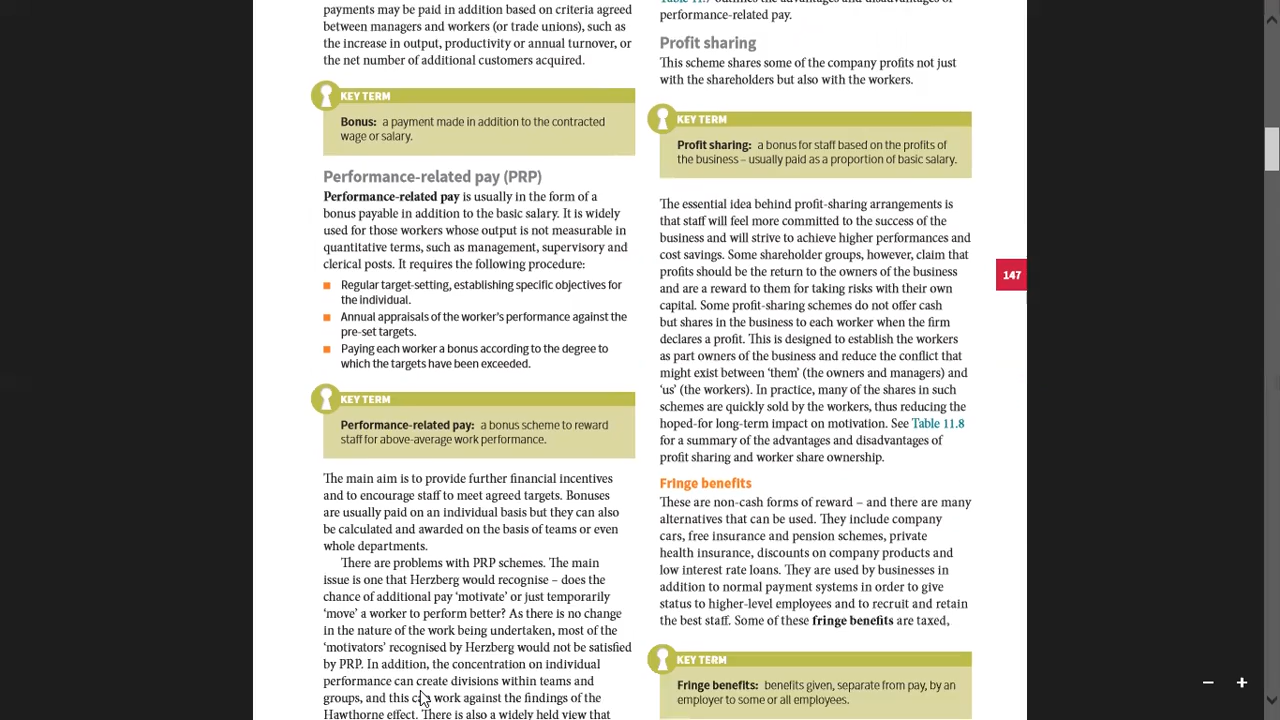 payments may be paid in addition based on criteria agreed
between managers and workers (or trade unions), such as
the increase in output, productivity or annual turnover, or
the net number of additional customers acquired.
KEY TERM
Bonus: a payment made in addition to the contracted
wage or salary.
Performance-related pay (PRP)
Performance-related pay is usually in the form of a
bonus payable in addition to the basic salary. It is widely
used for those workers whose output is not measurable in
quantitative terms, such as management, supervisory and
clerical posts. It requires the following procedure:
Regular target-setting, establishing specific objectives for
the individual.
Annual appraisals of the worker's performance against the
pre-set targets.
Paying each worker a bonus according to the degree to
which the targets have been exceeded.
KEY TERM
Performance-related pay: a bonus scheme to reward
staff for above-average work performance.
The main aim is to provide further financial incentives
and to encourage staff to meet agreed targets. Bonuses
are usually paid on an individual basis but they can also
be calculated and awarded on the basis of teams or even
whole departments.
There are problems with PRP schemes. The main
issue is one that Herzberg would recognise – does the
chance of additional pay 'motivate' or just temporarily
'move' a worker to perform better? As there is no change
in the nature of the work being undertaken, most of the
'motivators' recognised by Herzberg would not be satisfied
by PRP. In addition, the concentration on individual
performance can create divisions within teams and
groups, and this can work against the findings of the
Hawthorne effect. There is also a widely held view that
Table 11.7 outlines the advantages and disadvantages of
performance-related pay.
Profit sharing
This scheme shares some of the company profits not just
with the shareholders but also with the workers.
KEY TERM
Profit sharing: a bonus for staff based on the profits of
the business – usually paid as a proportion of basic salary.
The essential idea behind profit-sharing arrangements is
that staff will feel more committed to the success of the
business and will strive to achieve higher performances and
cost savings. Some shareholder groups, however, claim that
profits should be the return to the owners of the business
and are a reward to them for taking risks with their own
capital. Some profit-sharing schemes do not offer cash
but shares in the business to each worker when the firm
declares a profit. This is designed to establish the workers
as part owners of the business and reduce the conflict that
might exist between 'them' (the owners and managers) and
'us' (the workers). In practice, many of the shares in such
schemes are quickly sold by the workers, thus reducing the
hoped-for long-term impact on motivation. See Table 11.8
for a summary of the advantages and disadvantages of
profit sharing and worker share ownership.
Fringe benefits
These are non-cash forms of reward – and there are many
alternatives that can be used. They include company
cars, free insurance and pension schemes, private
health insurance, discounts on company products and
low interest rate loans. They are used by businesses in
addition to normal payment systems in order to give
status to higher-level employees and to recruit and retain
the best staff. Some of these fringe benefits are taxed,
KEY TERM
Fringe benefits: benefits given, separate from pay, by an
employer to some or all employees.
147